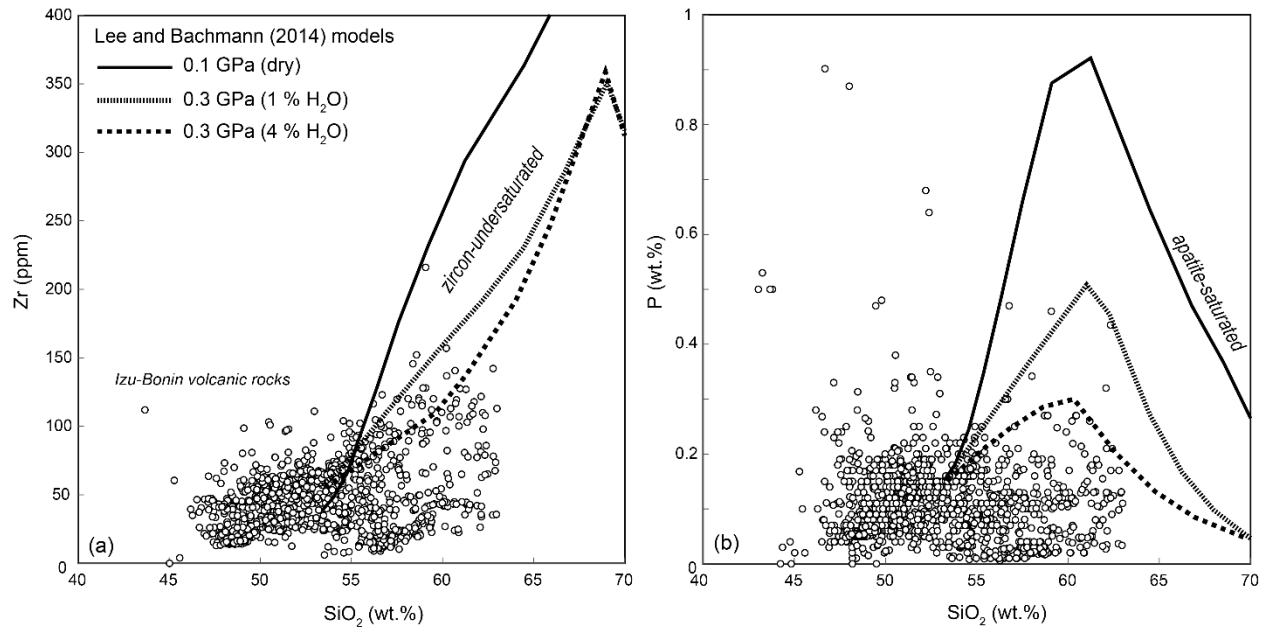 Lee and Bachmann (2014) models
0.1 GPa (dry)
0.3 GPa (1 % H₂O)
0.3 GPa (4 % H₂O)
zircon-undersaturated
Izu-Bonin volcanic rocks
(a)
Zr (ppm)
400
350
300
250
200
150
100
50
0
40 45 50 55 60 65 70
SiO₂ (wt.%)
apatite-saturated
(b)
P (wt.%)
1
0.8
0.6
0.4
0.2
0
40 45 50 55 60 65 70
SiO₂ (wt.%)